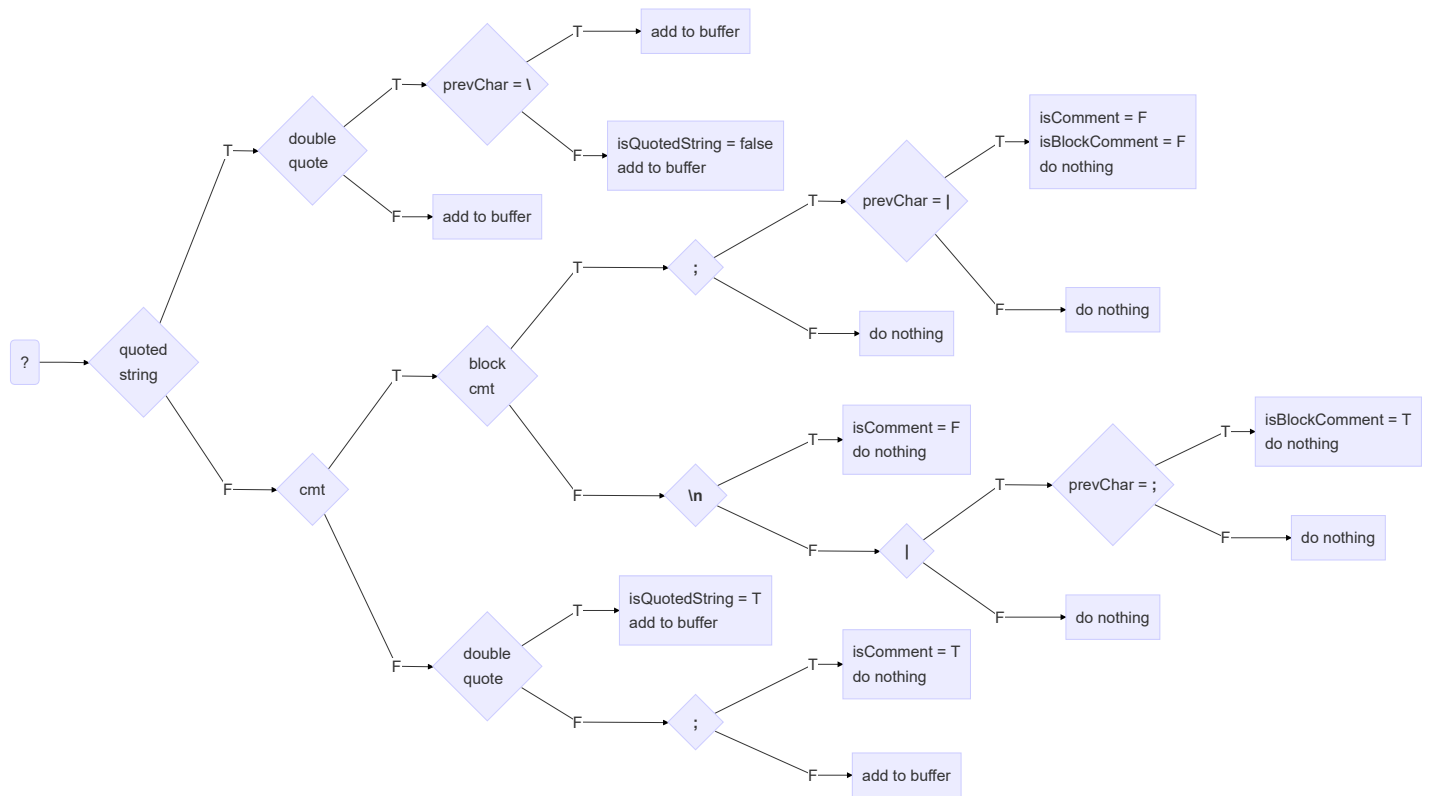 T
add to buffer
T
prevChar = \
isComment = F
T
isBlockComment = F
do nothing
double
quote
isQuotedString = false
F
add to buffer
T
T
prevChar = |
F
add to buffer
T
;
F
do nothing
F
do nothing
?
quoted
string
T
block
cmt
T
isComment = F
do nothing
T
isBlockComment = T
do nothing
F
cmt
F
\n
T
prevChar = ;
F
do nothing
F
|
F
do nothing
T
isQuotedString = T
add to buffer
F
double
quote
T
isComment = T
do nothing
F
;
F
add to buffer